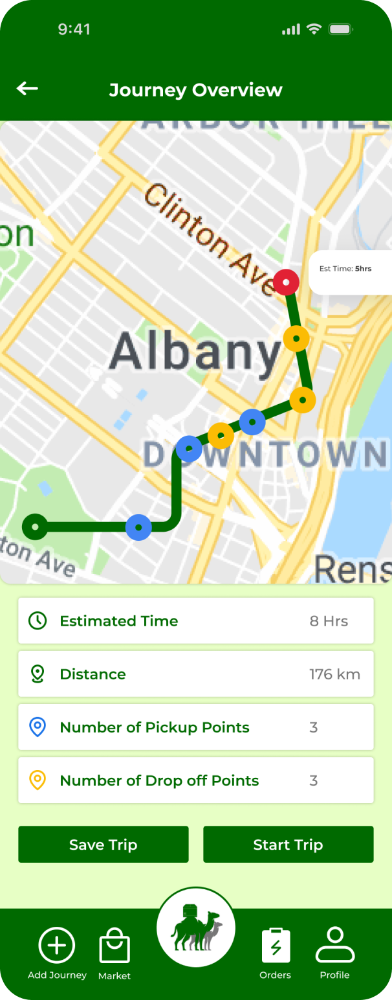 9:41
Journey Overview
ARBOR HILL
Clinton Ave
on
Est Time: 5hrs
Albany
DOWNTOWN
ton Ave
Rens
Estimated Time 8 Hrs
Distance 176 km
Number of Pickup Points 3
Number of Drop off Points 3
Save Trip Start Trip
Add Journey Market Orders Profile